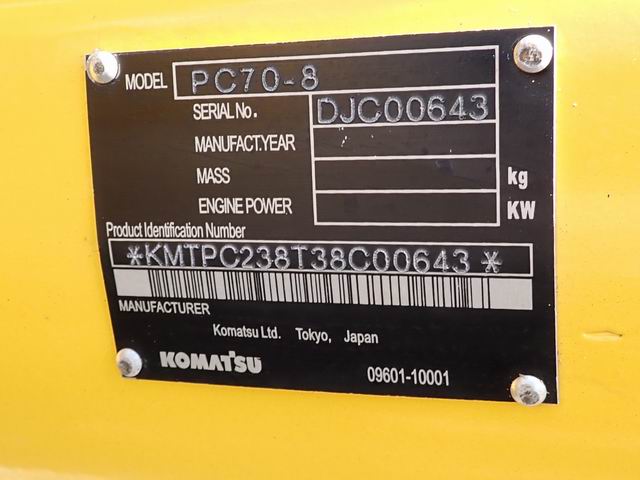 MODEL PC70-8
SERIAL No. DJC00643
MANUFACT.YEAR
MASS kg
ENGINE POWER KW
Product Identification Number
*KMTPC238T38C00643*
MANUFACTURER
Komatsu Ltd. Tokyo, Japan
KOMATSU 09601-10001